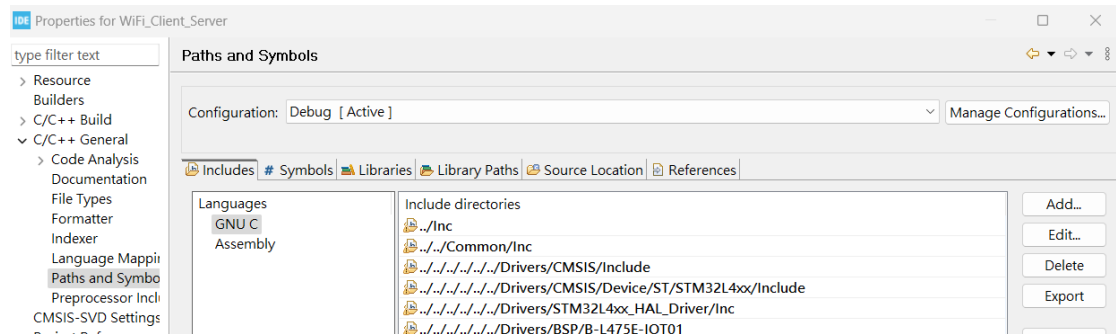 IDE Properties for WiFi_Client_Server
type filter text
Resource
Builders
C/C++ Build
C/C++ General
Code Analysis
Documentation
File Types
Formatter
Indexer
Language Mappin
Paths and Symbo
Preprocessor Incl
CMSIS-SVD Settings
Paths and Symbols
Configuration: Debug [ Active ] Manage Configurations...
Includes # Symbols Libraries Library Paths Source Location References
Languages
GNU C
Assembly
Include directories
../Inc
../../Common/Inc
../../../../../../Drivers/CMSIS/Include
../../../../../../Drivers/CMSIS/Device/ST/STM32L4xx/Include
../../../../../../Drivers/STM32L4xx_HAL_Driver/Inc
../../../../../../Drivers/BSP/B-L475E-IOT01
Add...
Edit...
Delete
Export